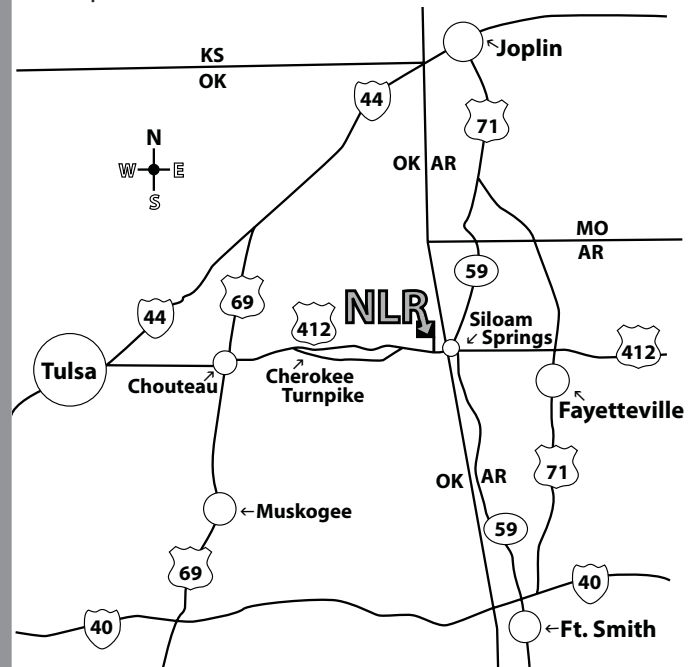 Joplin
KS
OK
44
71
N
W
E
S
OK
AR
MO
AR
59
69
NLR
44
412
Siloam
Springs
412
Tulsa
Chouteau
Cherokee
Turnpike
Fayetteville
71
OK
AR
Muskogee
59
69
40
40
Ft. Smith